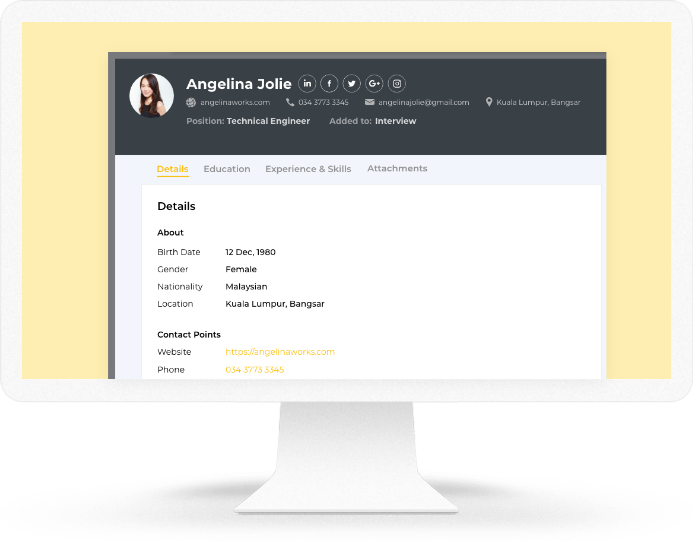 Angelina Jolie
angelinaworks.com 034 3773 3345 angelinajolie@gmail.com Kuala Lumpur, Bangsar
Position: Technical Engineer Added to: Interview
Details Education Experience & Skills Attachments
Details
About
Birth Date 12 Dec, 1980
Gender Female
Nationality Malaysian
Location Kuala Lumpur, Bangsar
Contact Points
Website https://angelinaworks.com
Phone 034 3773 3345